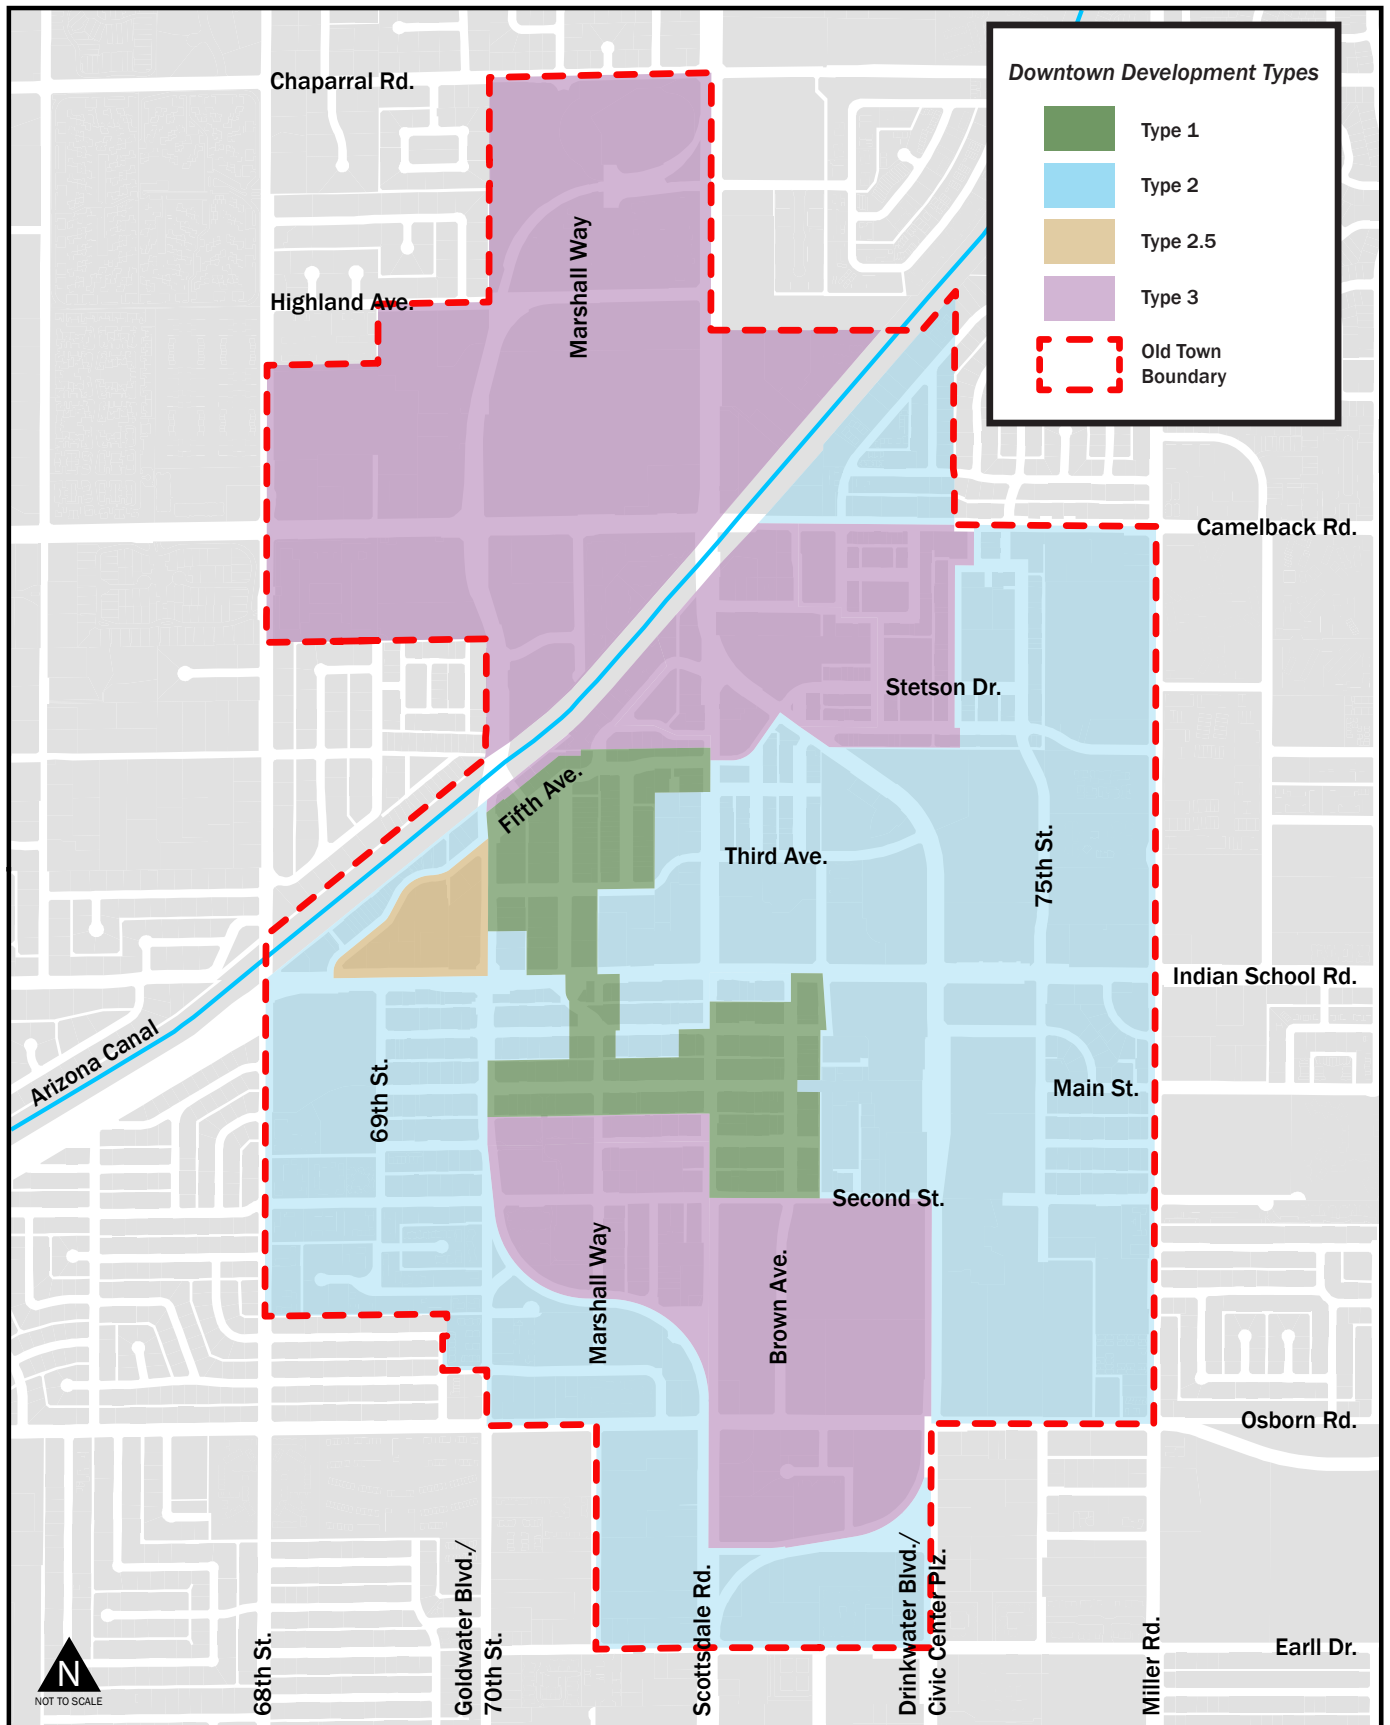 Downtown Development Types
Type 1
Type 2
Type 2.5
Type 3
Old Town
Boundary
Chaparral Rd.
Marshall Way
Highland Ave.
Camelback Rd.
Stetson Dr.
Fifth Ave.
Third Ave.
75th St.
Indian School Rd.
Arizona Canal
69th St.
Main St.
Second St.
Marshall Way
Brown Ave.
Osborn Rd.
68th St.
Goldwater Blvd./
70th St.
Scottsdale Rd.
Drinkwater Blvd./
Civic Center Plz.
Miller Rd.
Earll Dr.
N
NOT TO SCALE